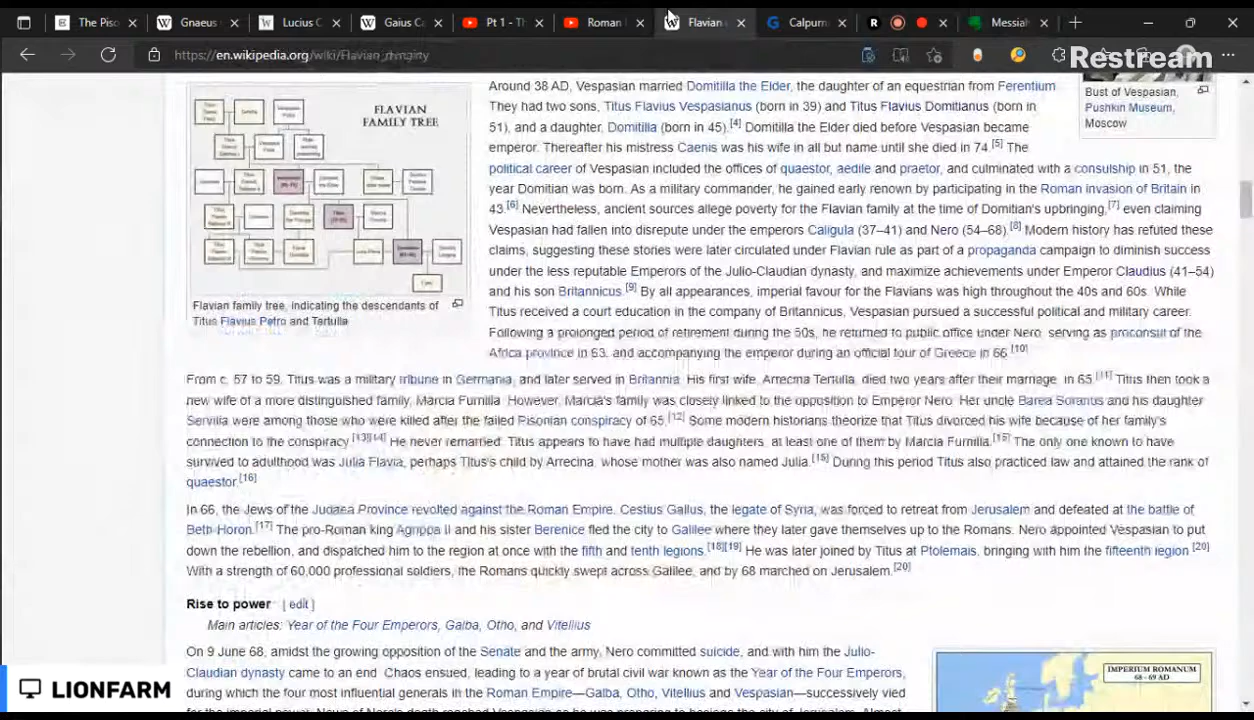 The Piso
Gnaeus
Lucius C
Gaius Ca
Pt 1 - Th
Roman
Flavian
Calpurn
Messiah
https://en.wikipedia.org/wiki/Flavian_dynasty
Restream
FLAVIAN
FAMILY TREE
Flavian family tree, indicating the descendants of
Titus Flavius Petro and Tertulla
Around 38 AD, Vespasian married Domitilla the Elder, the daughter of an equestrian from Ferentium
They had two sons, Titus Flavius Vespasianus (born in 39) and Titus Flavius Domitianus (born in
51), and a daughter, Domitilla (born in 45).[4] Domitilla the Elder died before Vespasian became
emperor. Thereafter his mistress Caenis was his wife in all but name until she died in 74.[5] The
political career of Vespasian included the offices of quaestor, aedile and praetor, and culminated with a consulship in 51, the
year Domitian was born. As a military commander, he gained early renown by participating in the Roman invasion of Britain in
43.[6] Nevertheless, ancient sources allege poverty for the Flavian family at the time of Domitian's upbringing,[7] even claiming
Vespasian had fallen into disrepute under the emperors Caligula (37–41) and Nero (54–68).[8] Modern history has refuted these
claims, suggesting these stories were later circulated under Flavian rule as part of a propaganda campaign to diminish success
under the less reputable Emperors of the Julio-Claudian dynasty, and maximize achievements under Emperor Claudius (41–54)
and his son Britannicus.[9] By all appearances, imperial favour for the Flavians was high throughout the 40s and 60s. While
Titus received a court education in the company of Britannicus, Vespasian pursued a successful political and military career.
Following a prolonged period of retirement during the 50s, he returned to public office under Nero, serving as proconsul of the
Africa province in 63, and accompanying the emperor during an official tour of Greece in 66.[10]
Bust of Vespasian,
Pushkin Museum,
Moscow
From c. 57 to 59, Titus was a military tribune in Germania, and later served in Britannia. His first wife, Arrecina Tertulla, died two years after their marriage, in 65.[11] Titus then took a
new wife of a more distinguished family, Marcia Furnilla. However, Marcia's family was closely linked to the opposition to Emperor Nero. Her uncle Barea Soranus and his daughter
Servilia were among those who were killed after the failed Pisonian conspiracy of 65.[12] Some modern historians theorize that Titus divorced his wife because of her family's
connection to the conspiracy.[13][14] He never remarried. Titus appears to have had multiple daughters, at least one of them by Marcia Furnilla.[15] The only one known to have
survived to adulthood was Julia Flavia, perhaps Titus's child by Arrecina, whose mother was also named Julia.[15] During this period Titus also practiced law and attained the rank of
quaestor.[16]
In 66, the Jews of the Judaea Province revolted against the Roman Empire. Cestius Gallus, the legate of Syria, was forced to retreat from Jerusalem and defeated at the battle of
Beth-Horon.[17] The pro-Roman king Agrippa II and his sister Berenice fled the city to Galilee where they later gave themselves up to the Romans. Nero appointed Vespasian to put
down the rebellion, and dispatched him to the region at once with the fifth and tenth legions.[18][19] He was later joined by Titus at Ptolemais, bringing with him the fifteenth legion.[20]
With a strength of 60,000 professional soldiers, the Romans quickly swept across Galilee, and by 68 marched on Jerusalem.[20]
Rise to power [ edit ]
Main articles: Year of the Four Emperors, Galba, Otho, and Vitellius
On 9 June 68, amidst the growing opposition of the Senate and the army, Nero committed suicide, and with him the Julio-
Claudian dynasty came to an end. Chaos ensued, leading to a year of brutal civil war known as the Year of the Four Emperors,
during which the four most influential generals in the Roman Empire—Galba, Otho, Vitellius and Vespasian—successively vied
IMPERIUM ROMANUM
68 - 69 AD
LIONFARM